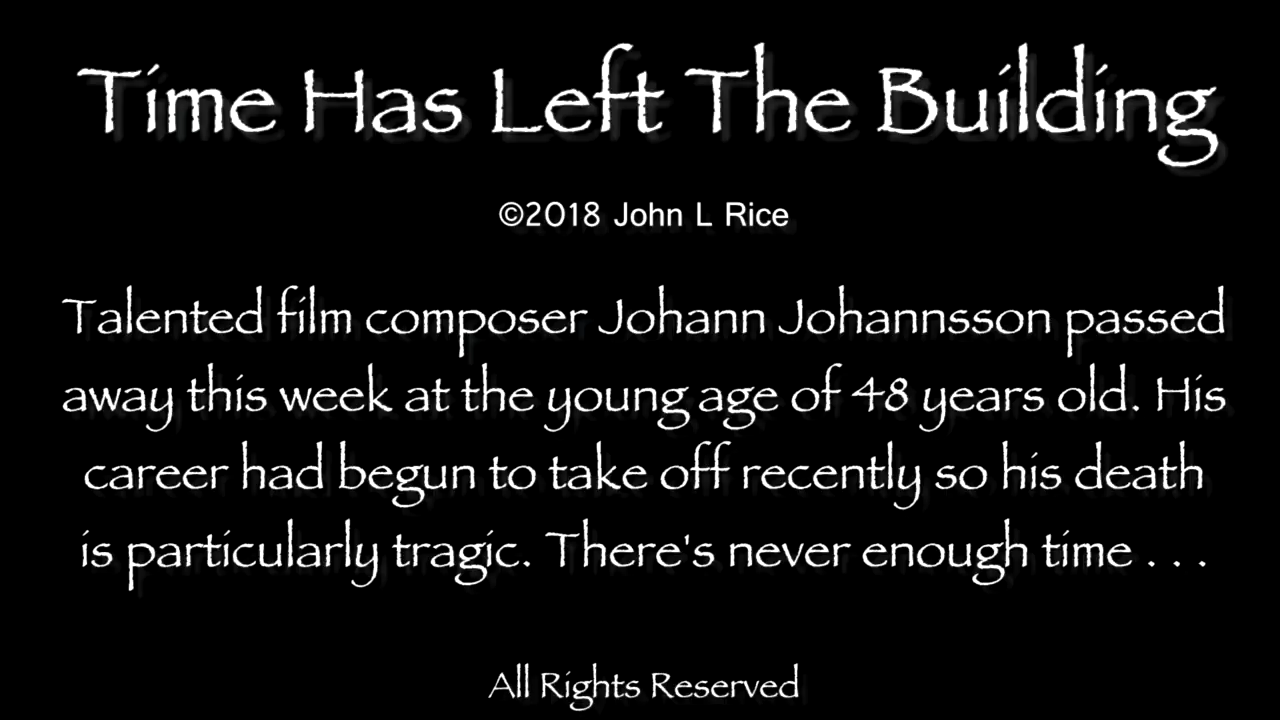 Time Has Left The Building
©2018 John L Rice
Talented film composer Johann Johannsson passed
away this week at the young age of 48 years old. His
career had begun to take off recently so his death
is particularly tragic. There's never enough time . . .
All Rights Reserved